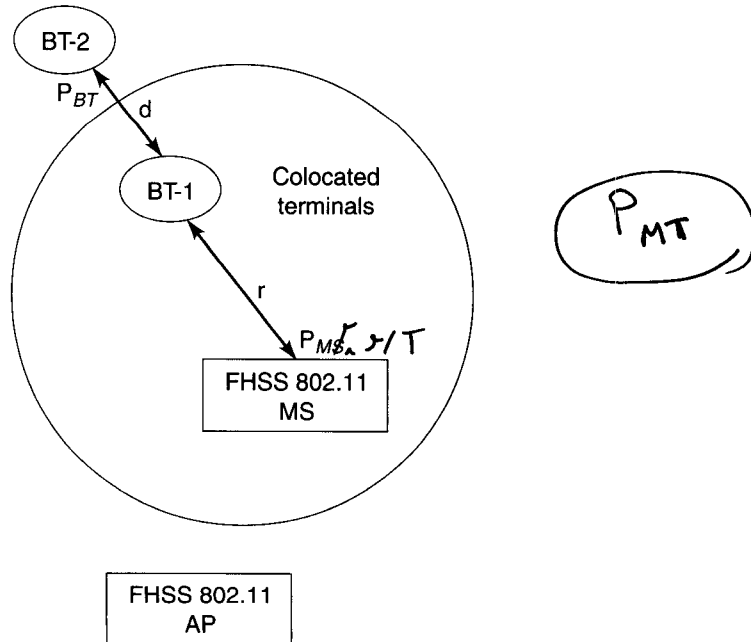 BT-2
P_BT
d
BT-1
Colocated
terminals
r
P_MS
FHSS 802.11
MS
P_MT
FHSS 802.11
AP